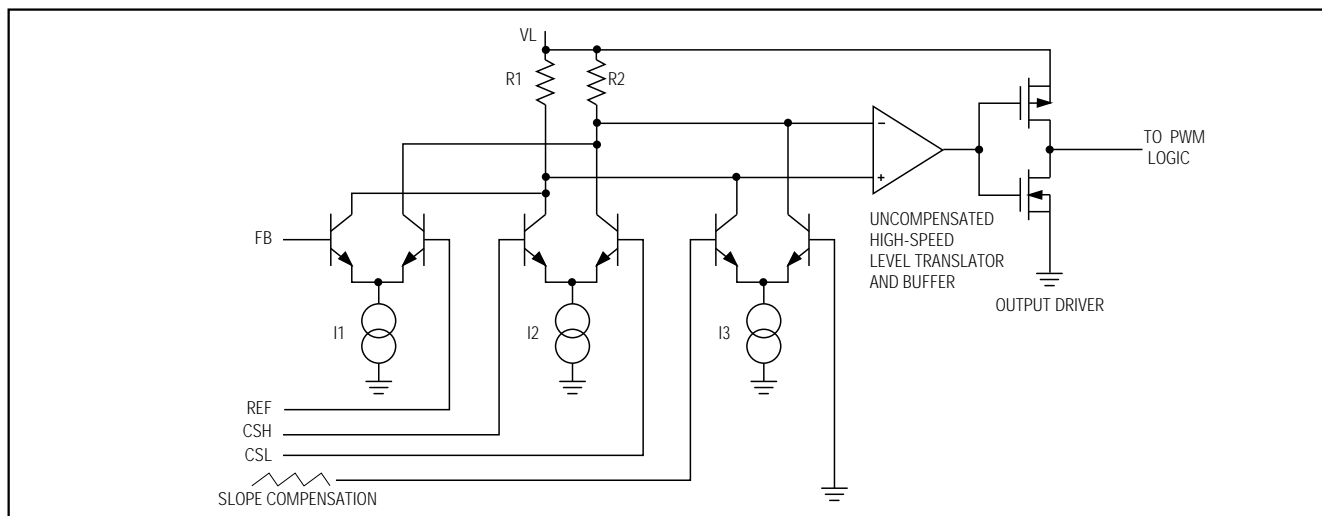 VL
R1
R2
TO PWM
LOGIC
FB
UNCOMPENSATED
HIGH-SPEED
LEVEL TRANSLATOR
AND BUFFER
OUTPUT DRIVER
I1
I2
I3
REF
CSH
CSL
SLOPE COMPENSATION
−
+